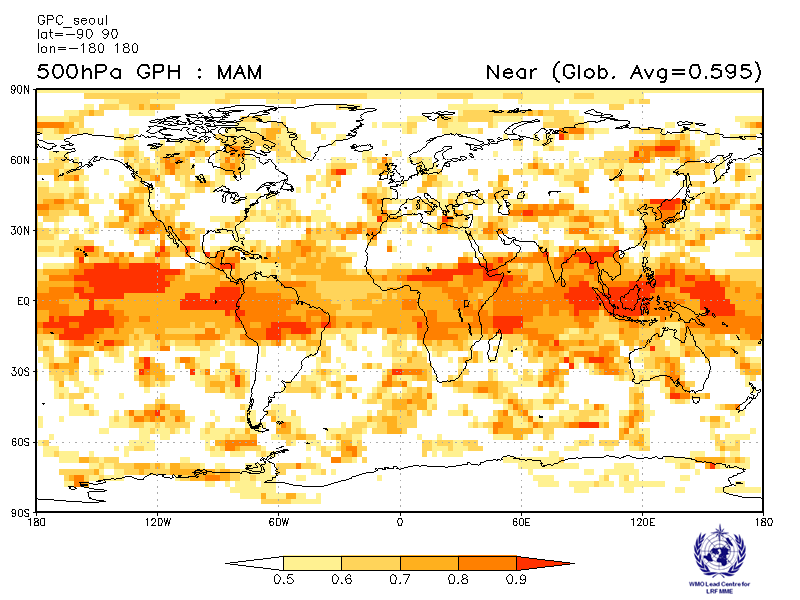 GPC_seoul
lat=-90 90
lon=-180 180
500hPa GPH : MAM Near (Glob. Avg=0.595)
90N
60N
30N
EQ
30S
60S
90S
180 120W 60W 0 60E 120E 180
0.5 0.6 0.7 0.8 0.9
WMO Lead Centre for
LRF MME